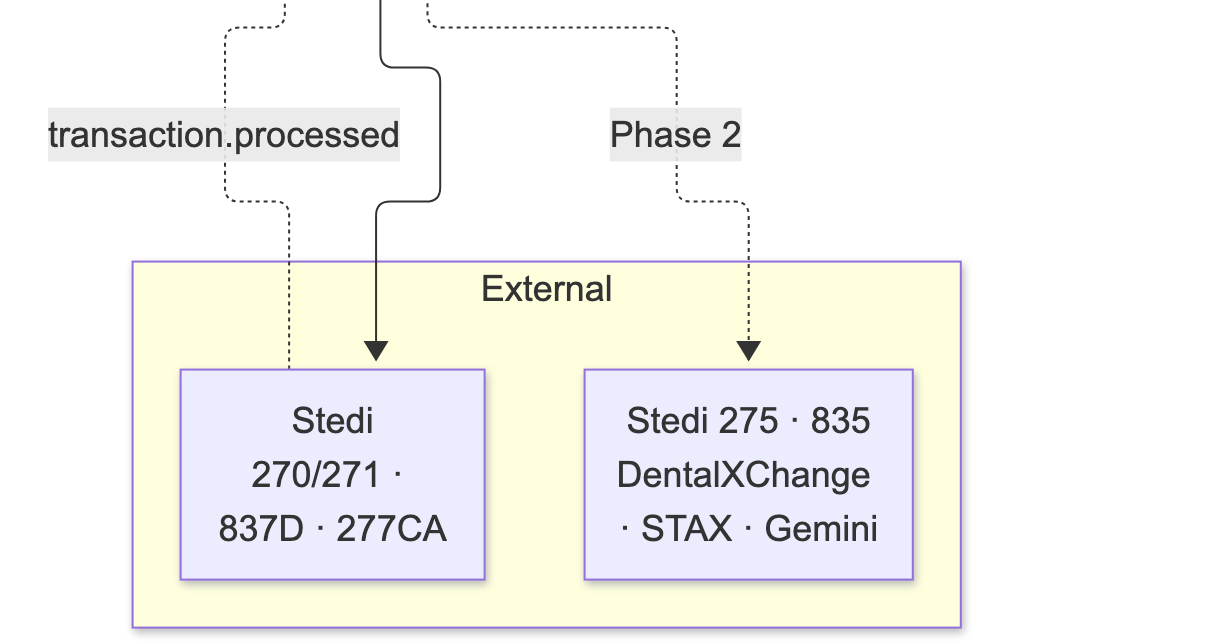 transaction.processed
Phase 2
External
Stedi
270/271 ·
837D · 277CA
Stedi 275 · 835
DentalXChange
· STAX · Gemini